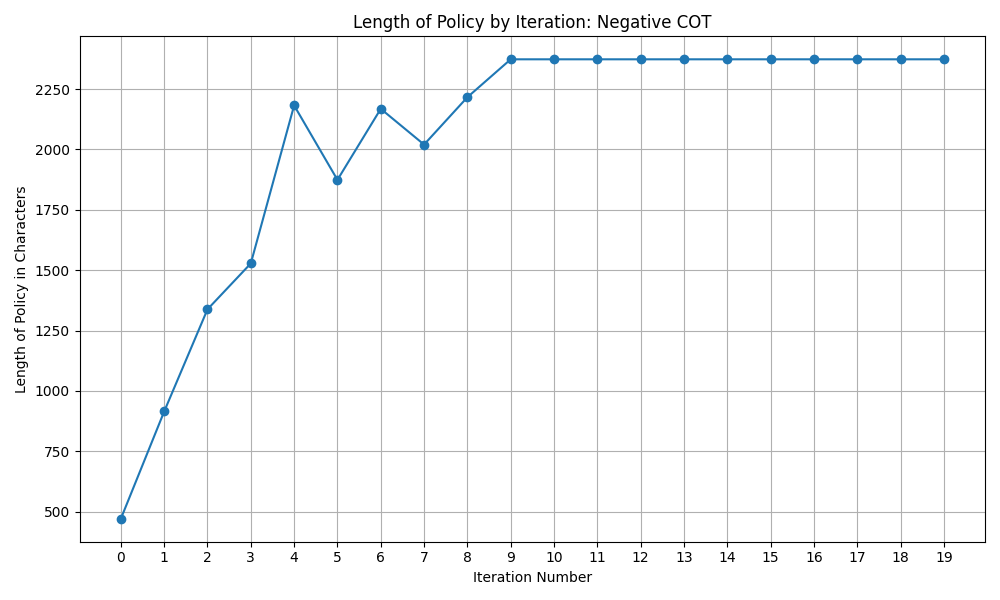 Length of Policy by Iteration: Negative COT
Length of Policy in Characters
2250
2000
1750
1500
1250
1000
750
500
0 1 2 3 4 5 6 7 8 9 10 11 12 13 14 15 16 17 18 19
Iteration Number